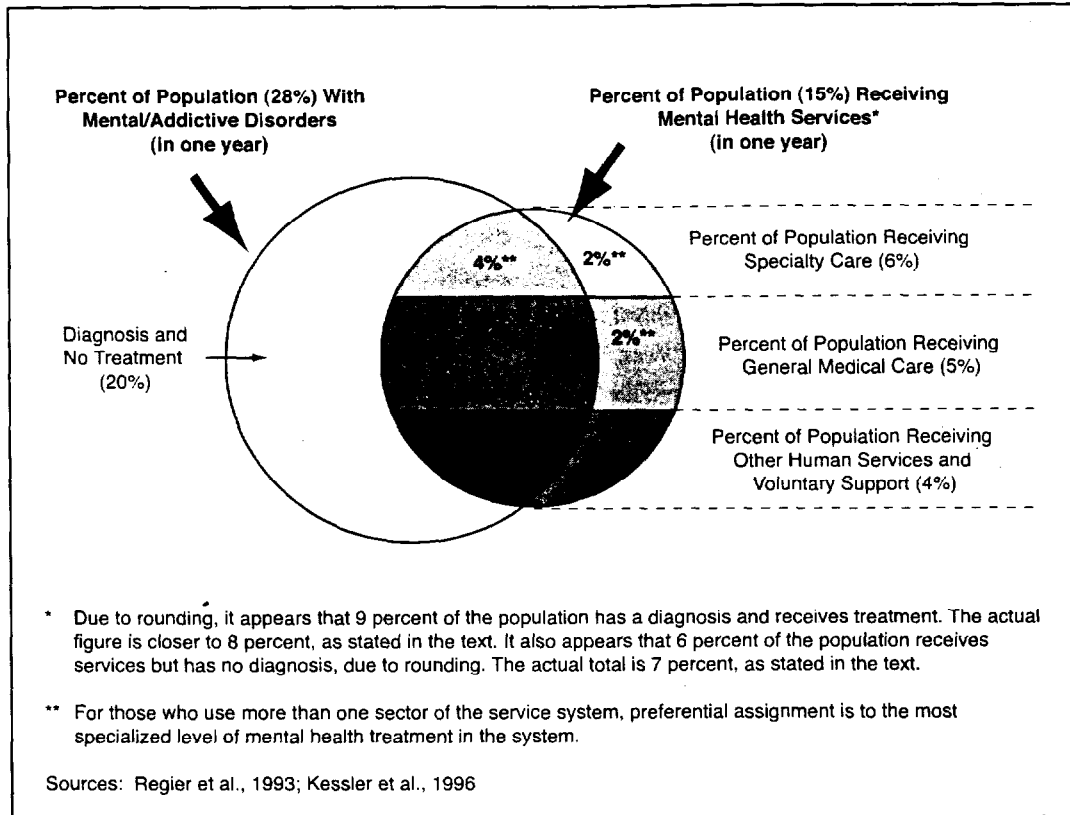 Percent of Population (28%) With
Mental/Addictive Disorders
(in one year)
Percent of Population (15%) Receiving
Mental Health Services*
(in one year)
4%**
2%**
Percent of Population Receiving
Specialty Care (6%)
Diagnosis and
No Treatment
(20%)
2%**
Percent of Population Receiving
General Medical Care (5%)
Percent of Population Receiving
Other Human Services and
Voluntary Support (4%)
* Due to rounding, it appears that 9 percent of the population has a diagnosis and receives treatment. The actual
figure is closer to 8 percent, as stated in the text. It also appears that 6 percent of the population receives
services but has no diagnosis, due to rounding. The actual total is 7 percent, as stated in the text.
** For those who use more than one sector of the service system, preferential assignment is to the most
specialized level of mental health treatment in the system.
Sources: Regier et al., 1993; Kessler et al., 1996